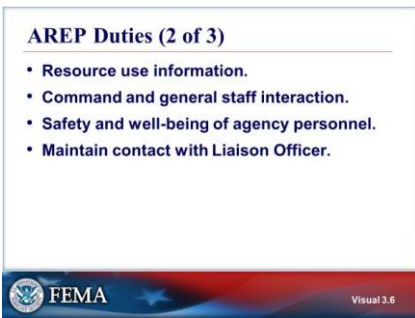 AREP Duties (2 of 3)
• Resource use information.
• Command and general staff interaction.
• Safety and well-being of agency personnel.
• Maintain contact with Liaison Officer.
FEMA
Visual 3.6